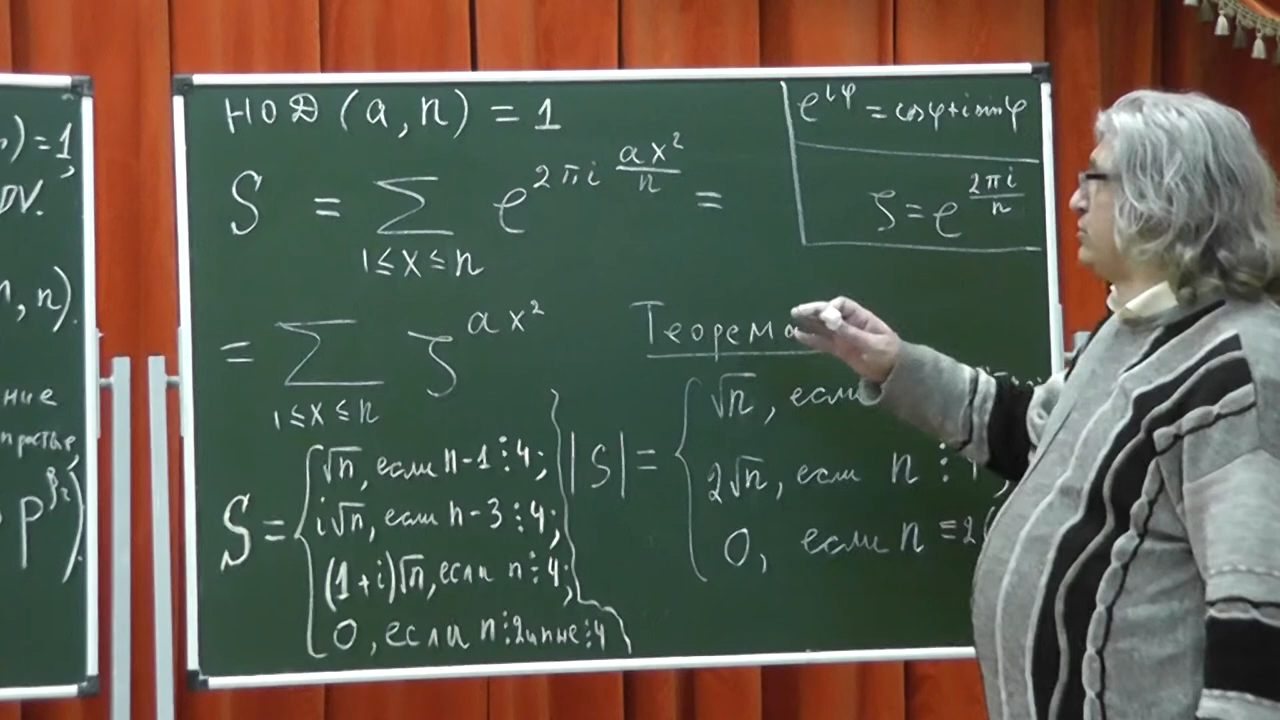 ) = 1,
DV.
n, n).
ние
простые,
p^{β₂})
НОД (a, n) = 1
S = ∑_{1≤x≤n} e^{2πi ax²/n} =
= ∑_{1≤x≤n} ζ^{ax²}
S = { √n, если n-1 ⋮ 4;
i√n, если n-3 ⋮ 4;
(1+i)√n, если n ⋮ 4;
0, если n ⋮ 2 и n не ⋮ 4
e^{iφ} = cosφ + i sinφ
ζ = e^{2πi/n}
Теорема
|S| = { √n, если
2√n, если n ⋮
0, если n ≡ 2 (